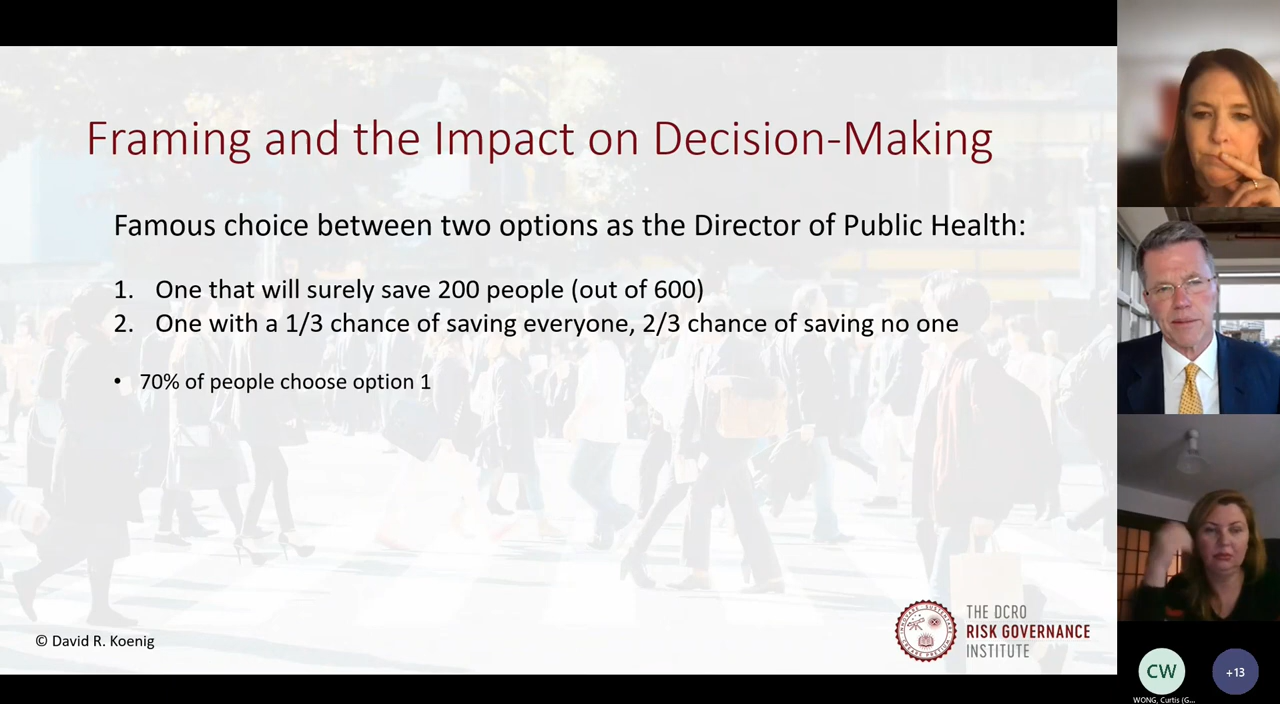 Framing and the Impact on Decision-Making
Famous choice between two options as the Director of Public Health:
1. One that will surely save 200 people (out of 600)
2. One with a 1/3 chance of saving everyone, 2/3 chance of saving no one
• 70% of people choose option 1
© David R. Koenig
THE DCRO
RISK GOVERNANCE
INSTITUTE
CW
+13
WONG, Curtis (G...